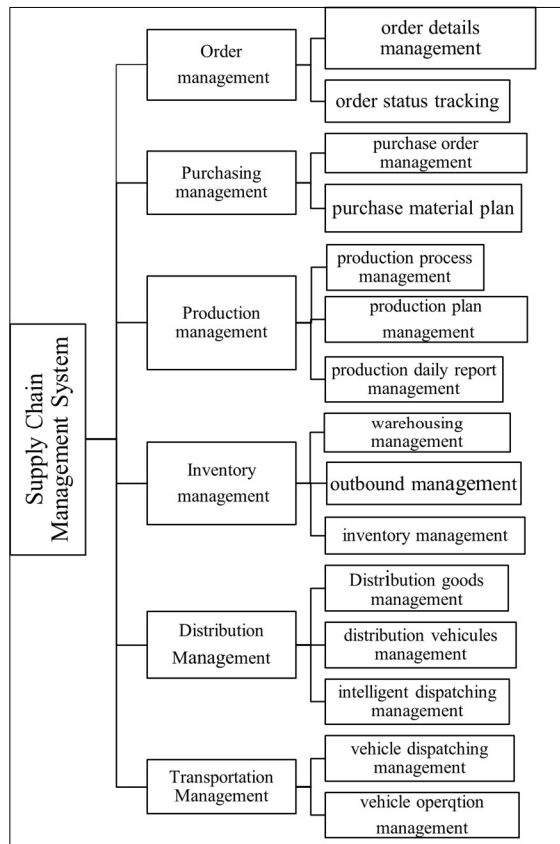 Supply Chain
Management System
Order
management
order details
management
order status tracking
Purchasing
management
purchase order
management
purchase material plan
Production
management
production process
management
production plan
management
production daily report
management
Inventory
management
warehousing
management
outbound management
inventory management
Distribution
Management
Distribution goods
management
distribution vehicules
management
intelligent dispatching
management
Transportation
Management
vehicle dispatching
management
vehicle operqtion
management